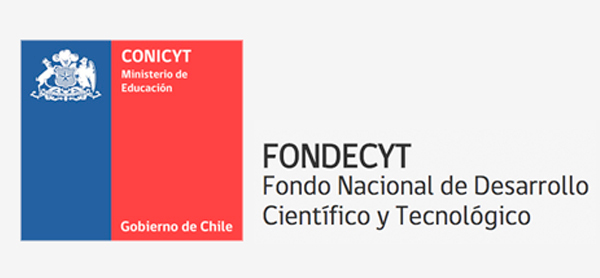 CONICYT
Ministerio de
Educación
Gobierno de Chile
FONDECYT
Fondo Nacional de Desarrollo
Científico y Tecnológico